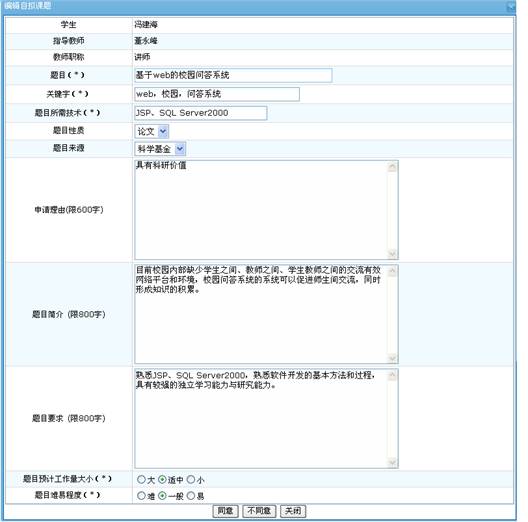 编辑自拟课题
学生 冯建海
指导教师 董永峰
教师职称 讲师
题目(*) 基于web的校园问答系统
关键字(*) web，校园，问答系统
题目所需技术(*) JSP、SQL Server2000
题目性质 论文
题目来源 科学基金
申请理由(限600字) 具有科研价值
题目简介 (限800字) 目前校园内部缺少学生之间、教师之间、学生教师之间的交流有效
网络平台和环境，校园问答系统的系统可以促进师生间交流，同时
形成知识的积累。
题目要求 (限800字) 熟悉JSP、SQL Server2000，熟悉软件开发的基本方法和过程，
具有较强的独立学习能力与研究能力。
题目预计工作量大小(*) 大 适中 小
题目难易程度(*) 难 一般 易
同意 不同意 关闭